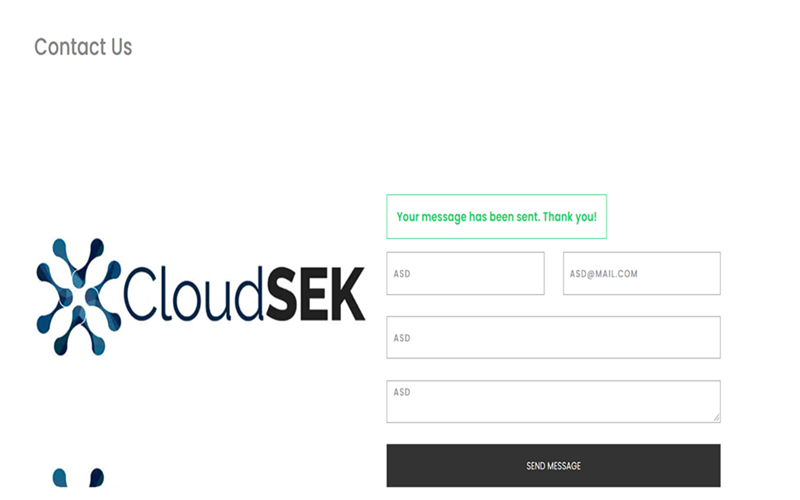 Contact Us
Your message has been sent. Thank you!
ASD
ASD@MAIL.COM
CloudSEK
ASD
ASD
SEND MESSAGE